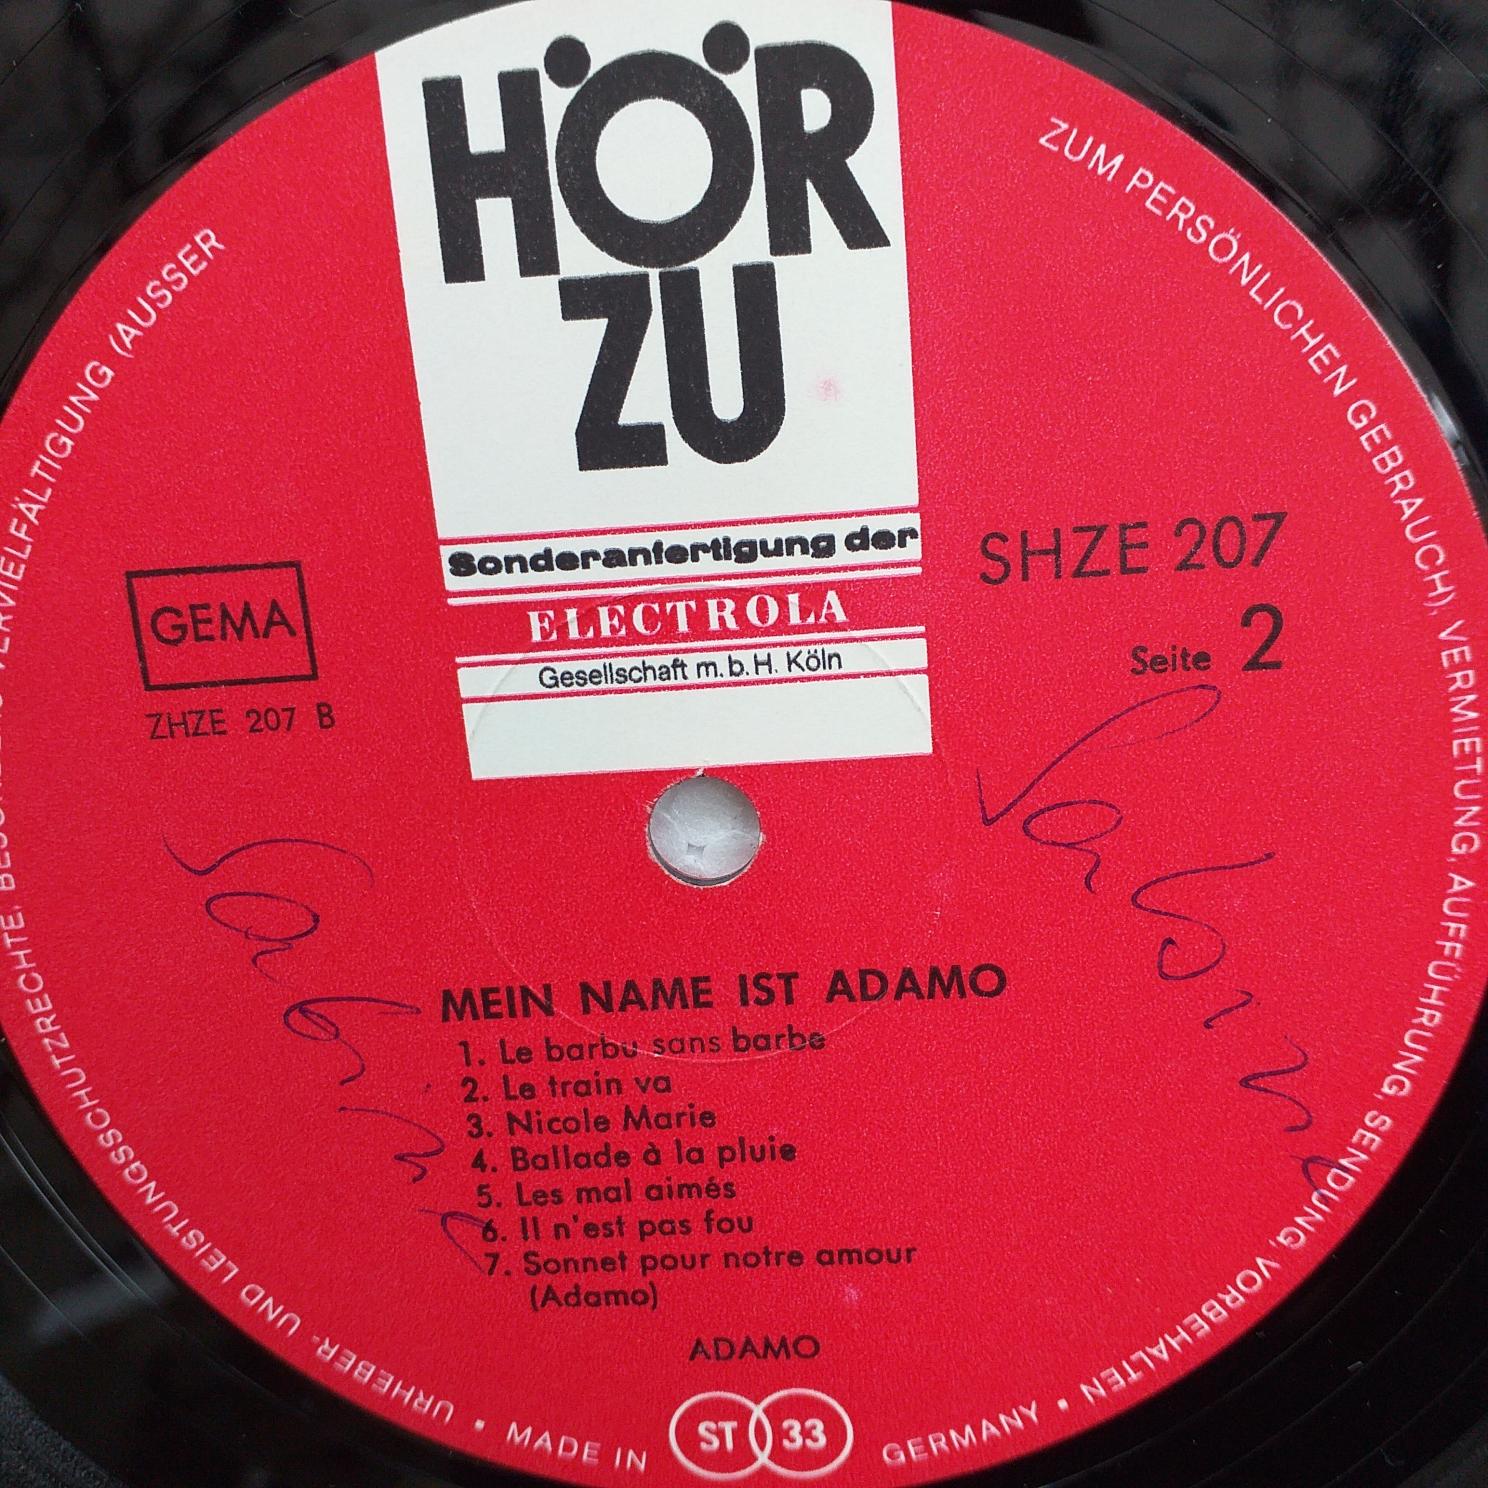 HÖR
ZU
Sonderanfertigung der
ELECTROLA
Gesellschaft m.b.H. Köln
GEMA
ZHZE 207 B
SHZE 207
Seite 2
Sabine
Sabine
MEIN NAME IST ADAMO
1. Le barbu sans barbe
2. Le train va
3. Nicole Marie
4. Ballade à la pluie
5. Les mal aimés
6. Il n'est pas fou
7. Sonnet pour notre amour
(Adamo)
ADAMO
ST 33
MADE IN GERMANY
URHEBER- UND LEISTUNGSSCHUTZRECHTE, VERVIELFÄLTIGUNG (AUSSER
ZUM PERSÖNLICHEN GEBRAUCH), VERMIETUNG, AUFFÜHRUNG, SENDUNG, VORBEHALTEN